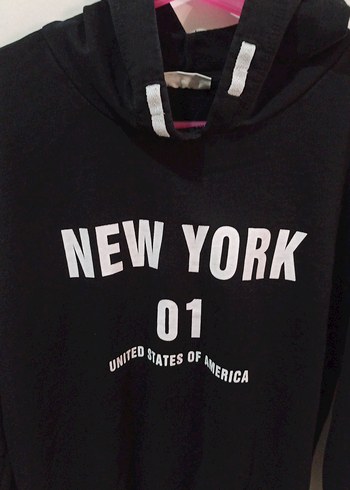 NEW YORK
01
UNITED STATES OF AMERICA